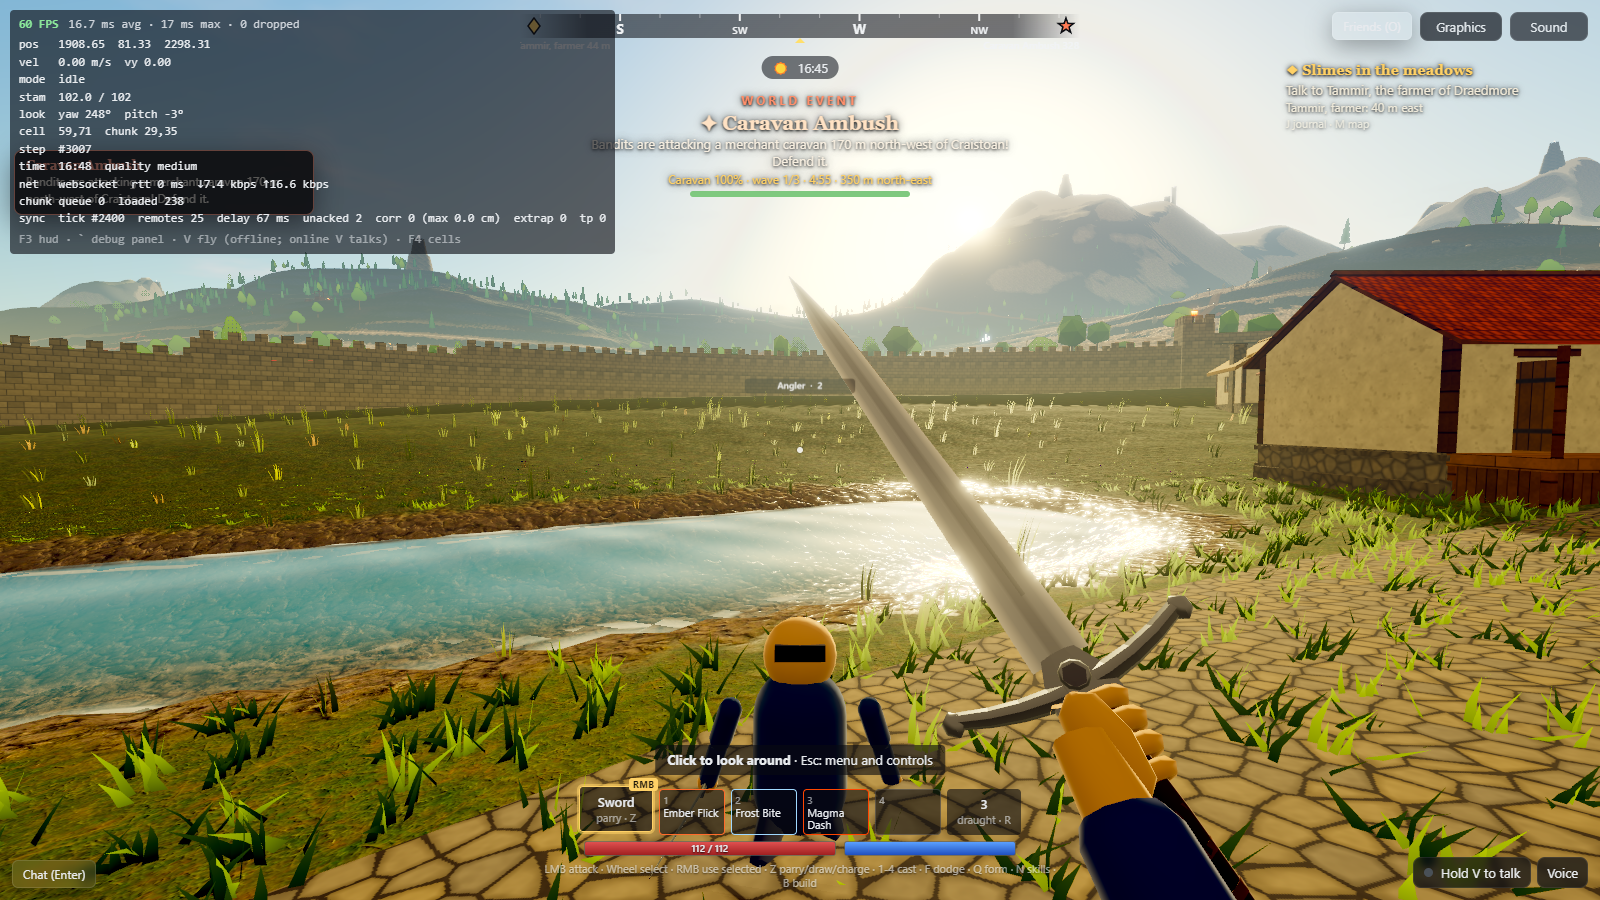 60 FPS 16.7 ms avg · 17 ms max · 0 dropped
pos 1908.65 81.33 2298.31
vel 0.00 m/s vy 0.00
mode idle
stam 102.0 / 102
look yaw 248° pitch -3°
cell 59,71 chunk 29,35
step #3007
time 16:48 quality medium
net websocket rtt 0 ms ↓7.4 kbps ↑16.6 kbps
chunk queue 0 loaded 238
sync tick #2400 remotes 25 delay 67 ms unacked 2 corr 0 (max 0.0 cm) extrap 0 tp 0
F3 hud · ` debug panel · V fly (offline; online V talks) · F4 cells
S
SW
W
NW
farmer 44 m
16:45
WORLD EVENT
✦ Caravan Ambush
Bandits are attacking a merchant caravan 170 m north-west of Craistoan!
Defend it.
Caravan 100% · wave 1/3 · 4:55 · 350 m north-east
Friends (O)
Graphics
Sound
✦ Slimes in the meadows
Talk to Tammir, the farmer of Draedmore
Tammir, farmer: 40 m east
J journal · M map
Angler · 2
Click to look around · Esc: menu and controls
RMB
Sword
parry · Z
1
Ember Flick
2
Frost Bite
3
Magma Dash
4
3
draught · R
112 / 112
LMB attack · Wheel select · RMB use selected · Z parry/draw/charge · 1-4 cast · F dodge · Q form · N skills ·
B build
Chat (Enter)
Hold V to talk
Voice